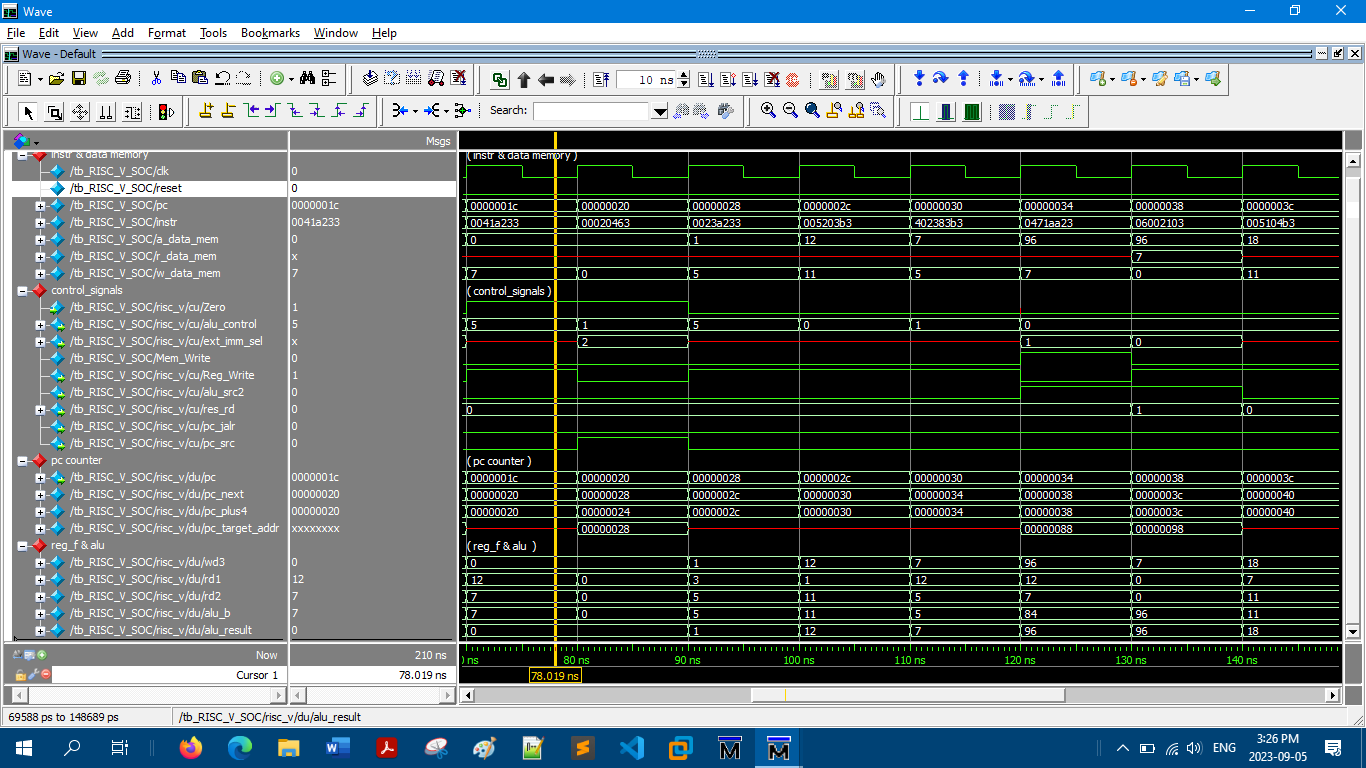 Wave
File Edit View Add Format Tools Bookmarks Window Help
Wave - Default
10 ns
Search:
Msgs
instr & data memory
/tb_RISC_V_SOC/clk 0
/tb_RISC_V_SOC/reset 0
/tb_RISC_V_SOC/pc 0000001c
/tb_RISC_V_SOC/instr 0041a233
/tb_RISC_V_SOC/a_data_mem 0
/tb_RISC_V_SOC/r_data_mem x
/tb_RISC_V_SOC/w_data_mem 7
control_signals
/tb_RISC_V_SOC/risc_v/cu/Zero 1
/tb_RISC_V_SOC/risc_v/cu/alu_control 5
/tb_RISC_V_SOC/risc_v/cu/ext_imm_sel x
/tb_RISC_V_SOC/Mem_Write 0
/tb_RISC_V_SOC/risc_v/cu/Reg_Write 1
/tb_RISC_V_SOC/risc_v/cu/alu_src2 0
/tb_RISC_V_SOC/risc_v/cu/res_rd 0
/tb_RISC_V_SOC/risc_v/cu/pc_jalr 0
/tb_RISC_V_SOC/risc_v/cu/pc_src 0
pc counter
/tb_RISC_V_SOC/risc_v/du/pc 0000001c
/tb_RISC_V_SOC/risc_v/du/pc_next 00000020
/tb_RISC_V_SOC/risc_v/du/pc_plus4 00000020
/tb_RISC_V_SOC/risc_v/du/pc_target_addr xxxxxxxx
reg_f & alu
/tb_RISC_V_SOC/risc_v/du/wd3 0
/tb_RISC_V_SOC/risc_v/du/rd1 12
/tb_RISC_V_SOC/risc_v/du/rd2 7
/tb_RISC_V_SOC/risc_v/du/alu_b 7
/tb_RISC_V_SOC/risc_v/du/alu_result 0
( instr & data memory )
0000001c 00000020 00000028 0000002c 00000030 00000034 00000038 0000003c
0041a233 00020463 0023a233 005203b3 402383b3 0471aa23 06002103 005104b3
0 1 12 7 96 96 18
7
7 0 5 11 5 7 0 11
( control_signals )
5 1 5 0 1 0
2 1 0
0 1 0
( pc counter )
0000001c 00000020 00000028 0000002c 00000030 00000034 00000038 0000003c
00000020 00000028 0000002c 00000030 00000034 00000038 0000003c 00000040
00000020 00000024 0000002c 00000030 00000034 00000038 0000003c 00000040
00000028 00000088 00000098
( reg_f & alu )
0 1 12 7 96 7 18
12 0 3 1 12 12 0 7
7 0 5 11 5 7 0 11
7 0 5 11 5 84 96 11
0 1 12 7 96 96 18
Now 210 ns
ns 80 ns 90 ns 100 ns 110 ns 120 ns 130 ns 140 ns
Cursor 1 78.019 ns
78.019 ns
69588 ps to 148689 ps /tb_RISC_V_SOC/risc_v/du/alu_result
ENG
3:26 PM
2023-09-05